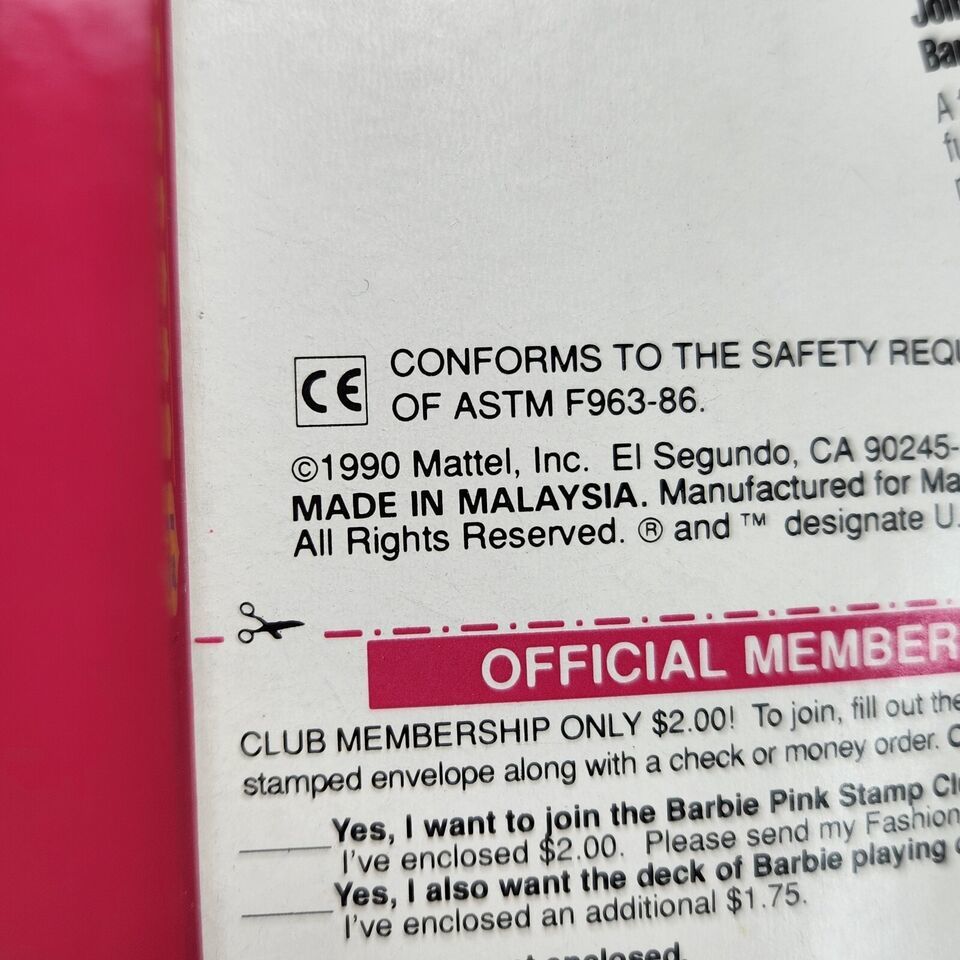 CE
CONFORMS TO THE SAFETY
OF ASTM F963-86.
©1990 Mattel, Inc. El Segundo, CA 90245-
MADE IN MALAYSIA. Manufactured for
All Rights Reserved. ® and ™ designate U.
OFFICIAL MEMBER
CLUB MEMBERSHIP ONLY $2.00! To join, fill out the
stamped envelope along with a check or money order.
Yes, I want to join the Barbie Pink Stamp
I've enclosed $2.00. Please send my Fashion
Yes, I also want the deck of Barbie playing
I've enclosed an additional $1.75.
enclosed.